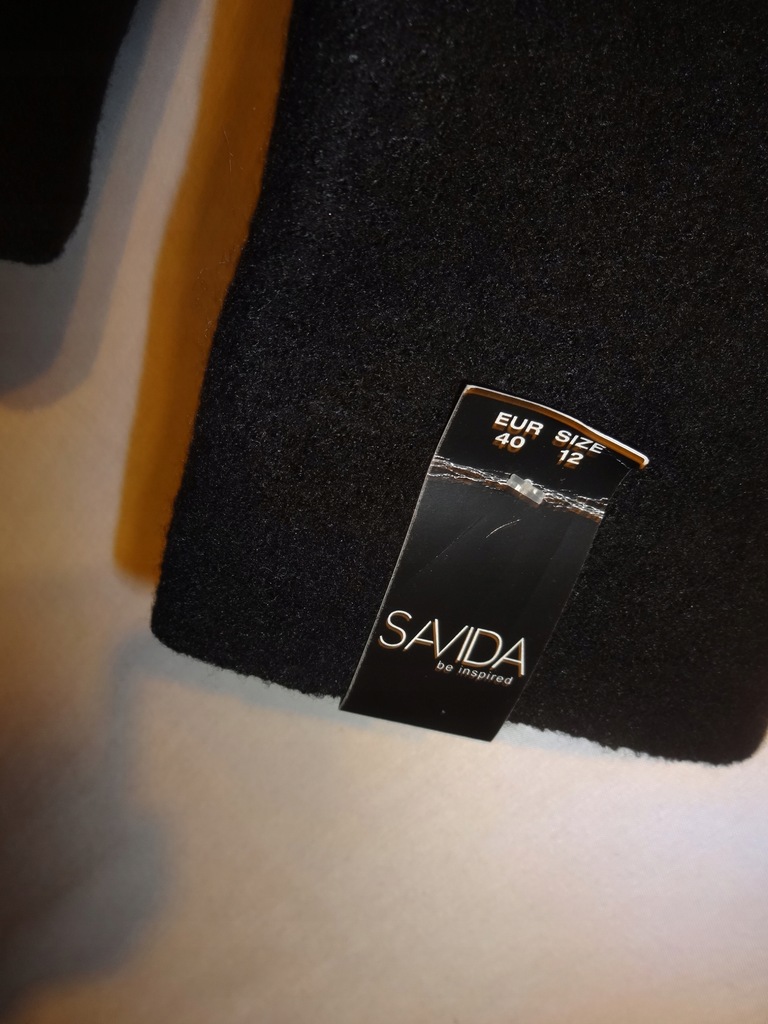 EUR SIZE
40 12
SAVIDA
be inspired